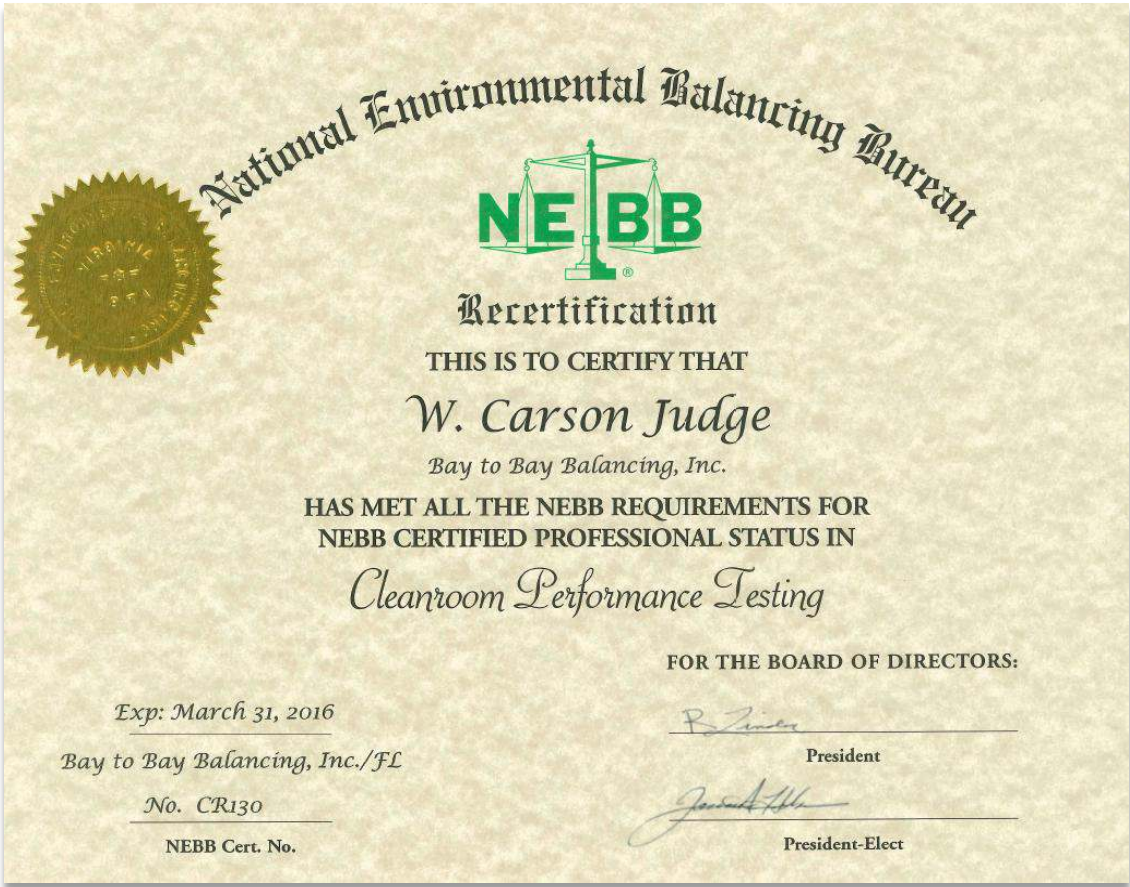 National Environmental Balancing Bureau
NEBB
®
Recertification
THIS IS TO CERTIFY THAT
W. Carson Judge
Bay to Bay Balancing, Inc.
HAS MET ALL THE NEBB REQUIREMENTS FOR
NEBB CERTIFIED PROFESSIONAL STATUS IN
Cleanroom Performance Testing
FOR THE BOARD OF DIRECTORS:
Exp: March 31, 2016
President
Bay to Bay Balancing, Inc./FL
No. CR130
President-Elect
NEBB Cert. No.
VIRGINIA